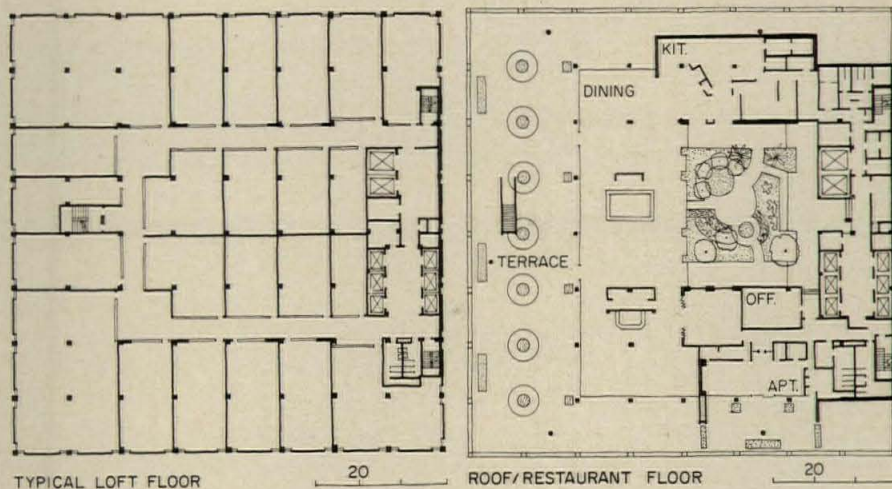 KIT.
DINING
TERRACE
OFF.
APT.
TYPICAL LOFT FLOOR
20
ROOF/RESTAURANT FLOOR
20